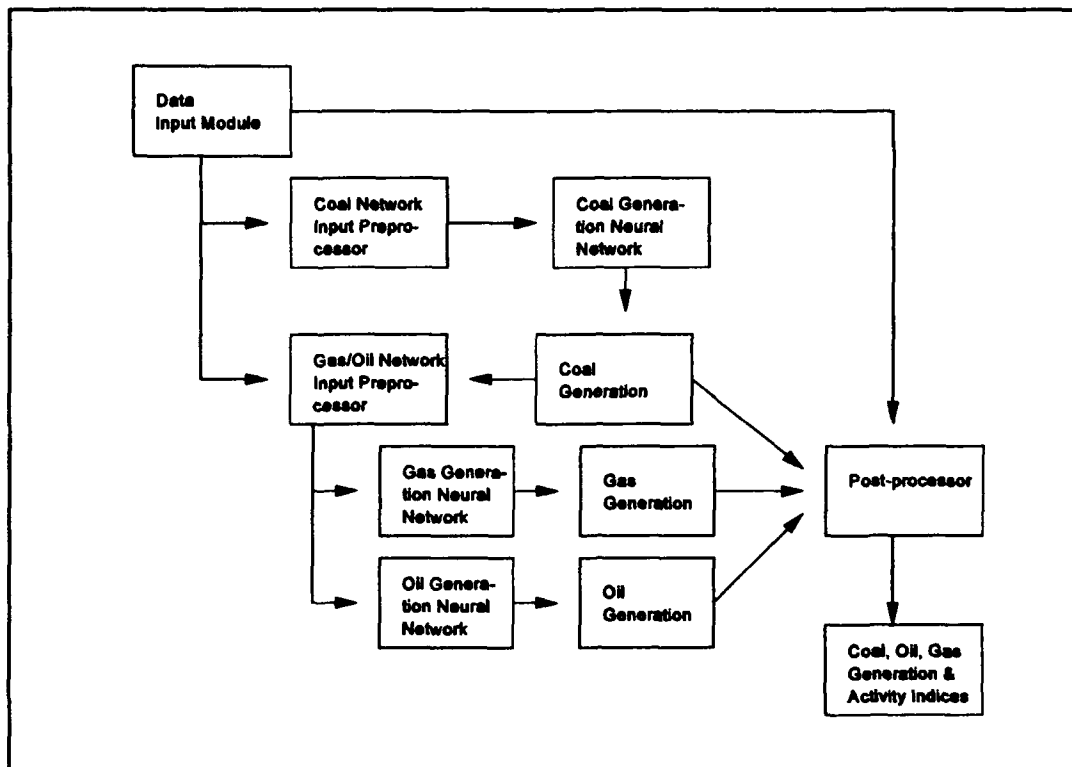 Data
Input Module
Coal Network
Input Prepro-
cessor
Coal Genera-
tion Neural
Network
Gas/Oil Network
Input Prepro-
cessor
Coal
Generation
Gas Genera-
tion Neural
Network
Gas
Generation
Post-processor
Oil Genera-
tion Neural
Network
Oil
Generation
Coal, Oil, Gas
Generation &
Activity Indices